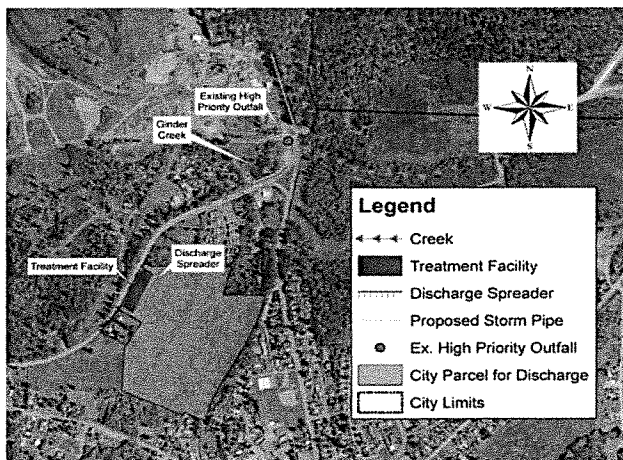 Existing High
Priority Outfall
Ginder
Creek
Treatment Facility
Discharge
Spreader
N
W
E
S
Legend
Creek
Treatment Facility
Discharge Spreader
Proposed Storm Pipe
Ex. High Priority Outfall
City Parcel for Discharge
City Limits